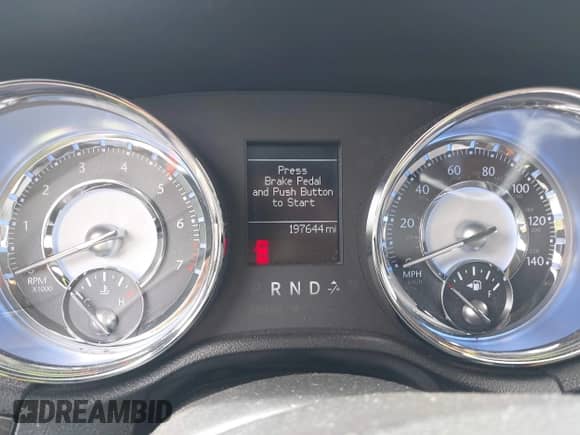 Press
Brake Pedal
and Push Button
to Start
197644 mi
R N D
1 2 3 4 5 6 7
RPM
X1000
H
20 40 60 80 100 120 140
MPH
F
DREAMBID